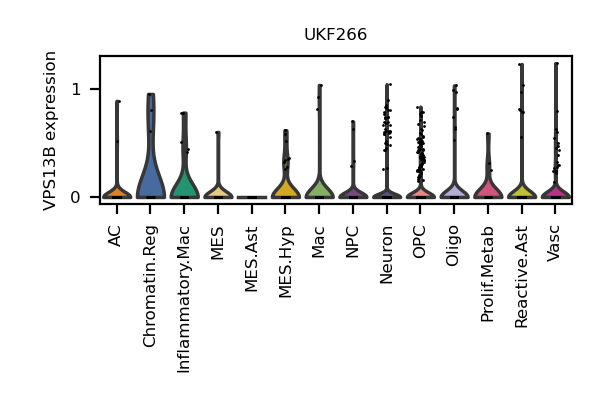 UKF266
VPS13B expression
1
0
AC
Chromatin.Reg
Inflammatory.Mac
MES
MES.Ast
MES.Hyp
Mac
NPC
Neuron
OPC
Oligo
Prolif.Metab
Reactive.Ast
Vasc